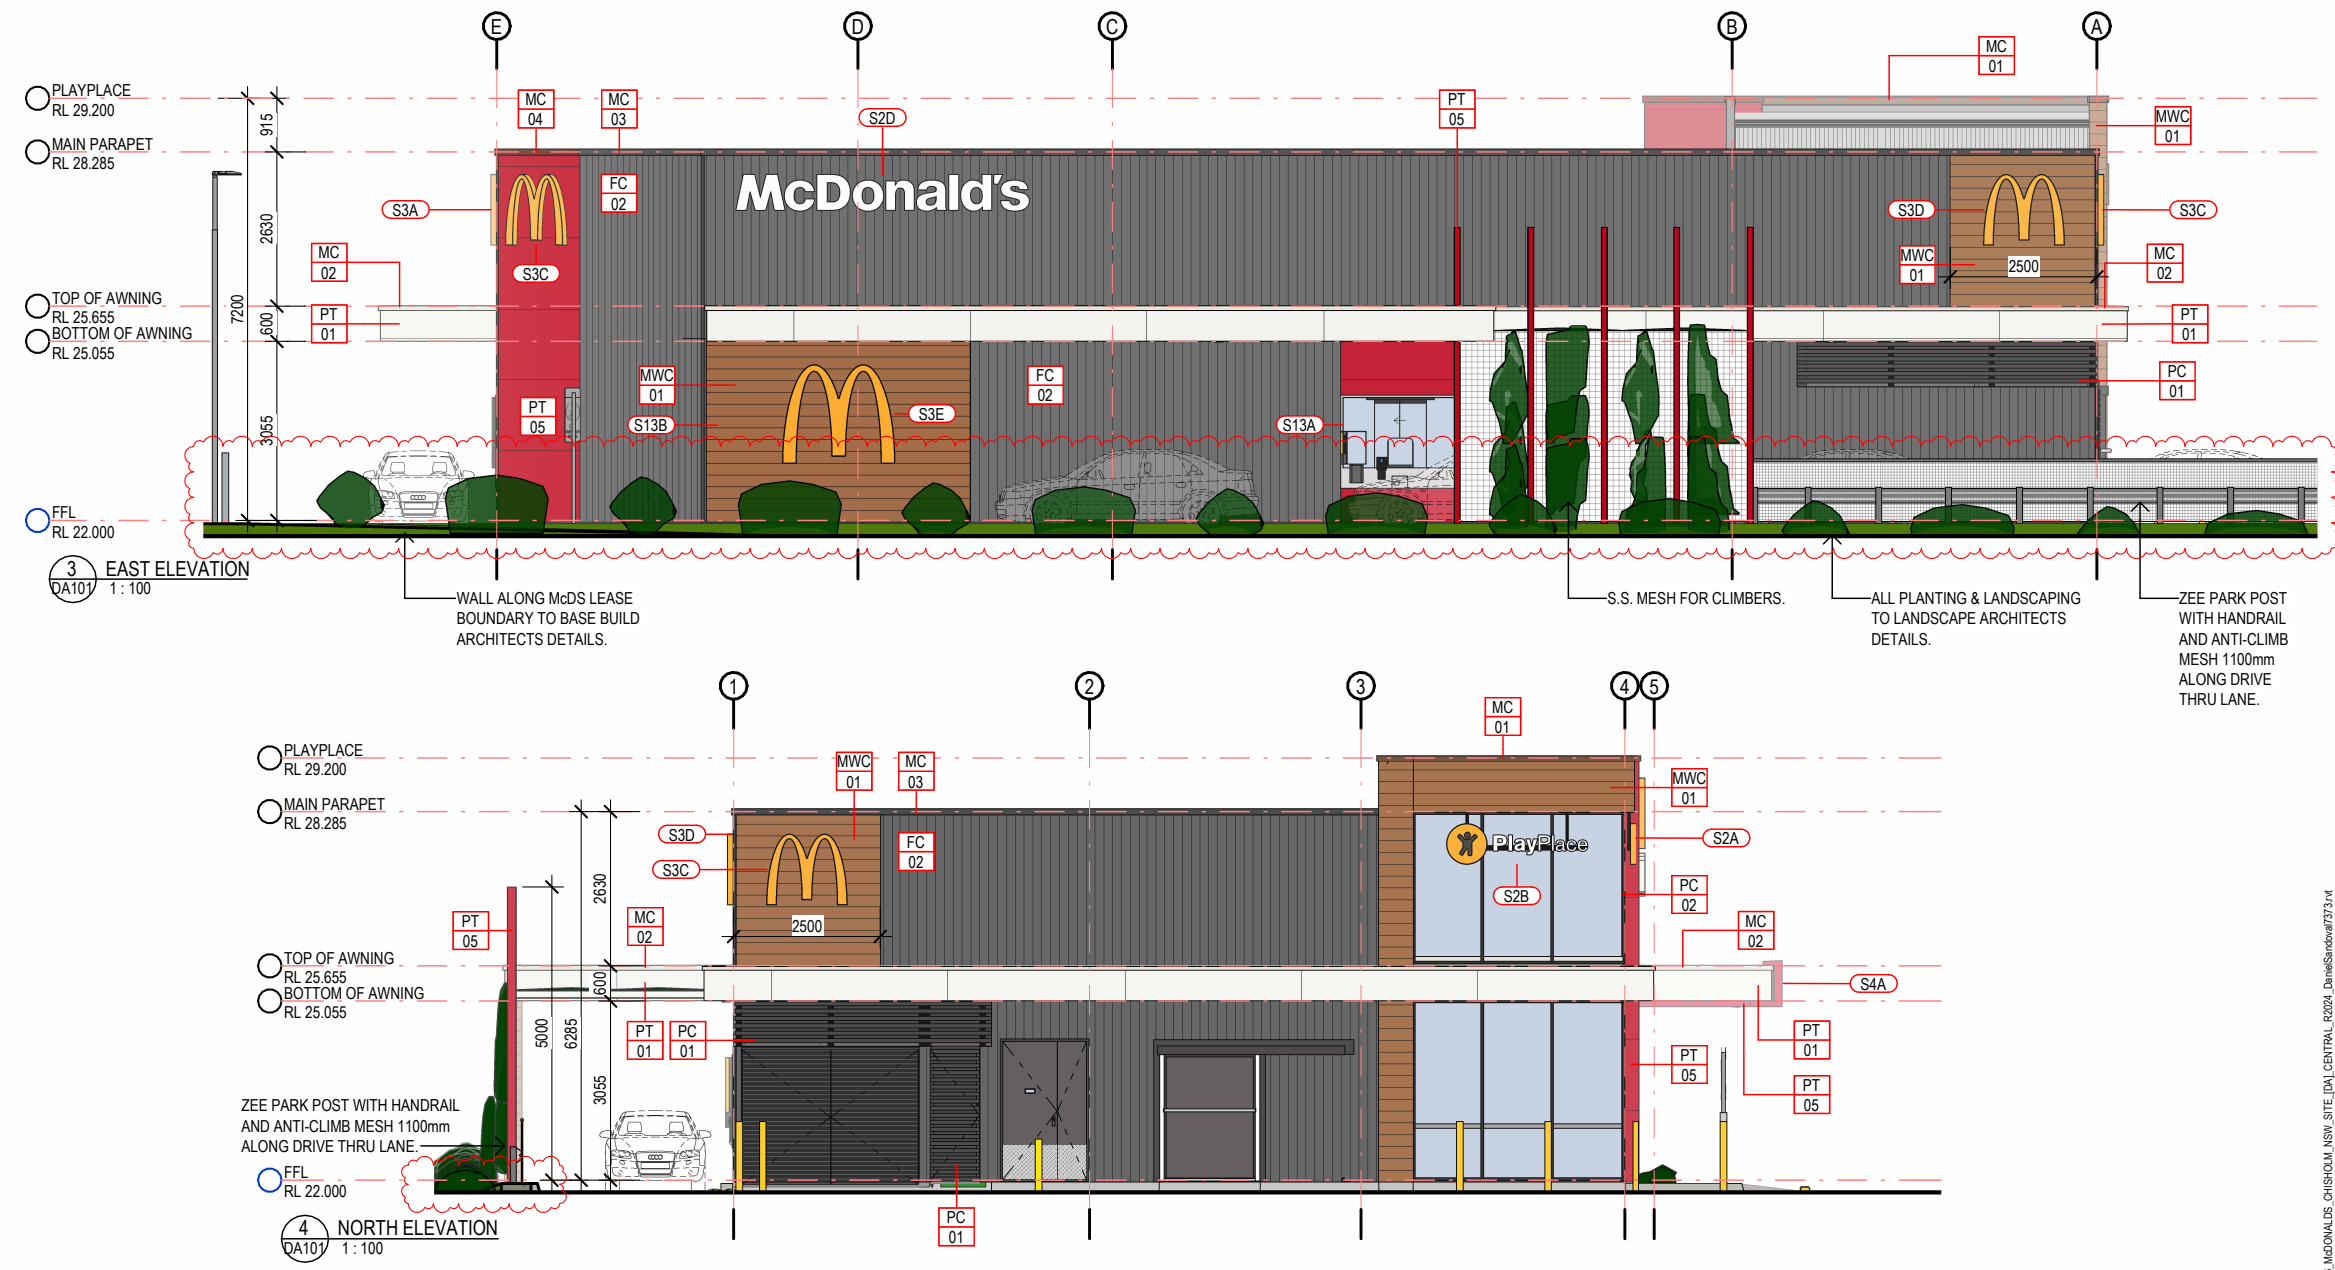 E
D
C
B
A
PLAYPLACE
RL 29.200
MAIN PARAPET
RL 28.285
TOP OF AWNING
RL 25.655
BOTTOM OF AWNING
RL 25.055
FFL
RL 22.000
915
2630
7200
600
3055
MC
04
MC
03
S2D
PT
05
MC
01
MWC
01
S3A
FC
02
McDonald's
S3D
S3C
MC
02
S3C
MWC
01
2500
MC
02
PT
01
PT
01
MWC
01
FC
02
PC
01
PT
05
S13B
S3E
S13A
3
DA101
EAST ELEVATION
1 : 100
WALL ALONG McDS LEASE
BOUNDARY TO BASE BUILD
ARCHITECTS DETAILS.
S.S. MESH FOR CLIMBERS.
ALL PLANTING & LANDSCAPING
TO LANDSCAPE ARCHITECTS
DETAILS.
ZEE PARK POST
WITH HANDRAIL
AND ANTI-CLIMB
MESH 1100mm
ALONG DRIVE
THRU LANE.
1
2
3
4
5
PLAYPLACE
RL 29.200
MAIN PARAPET
RL 28.285
TOP OF AWNING
RL 25.655
BOTTOM OF AWNING
RL 25.055
FFL
RL 22.000
MC
01
MWC
01
MC
03
MWC
01
S3D
S3C
FC
02
PlayPlace
S2A
S2B
PC
02
2630
2500
PT
05
MC
02
MC
02
600
S4A
5000
6285
3055
PT
01
PC
01
PT
01
PT
05
PT
05
ZEE PARK POST WITH HANDRAIL
AND ANTI-CLIMB MESH 1100mm
ALONG DRIVE THRU LANE.
PC
01
4
DA101
NORTH ELEVATION
1 : 100
McDONALDS_CHISHOLM_NSW_SITE_[DA]_CENTRAL_R2024_DanielSandoval7373.rvt